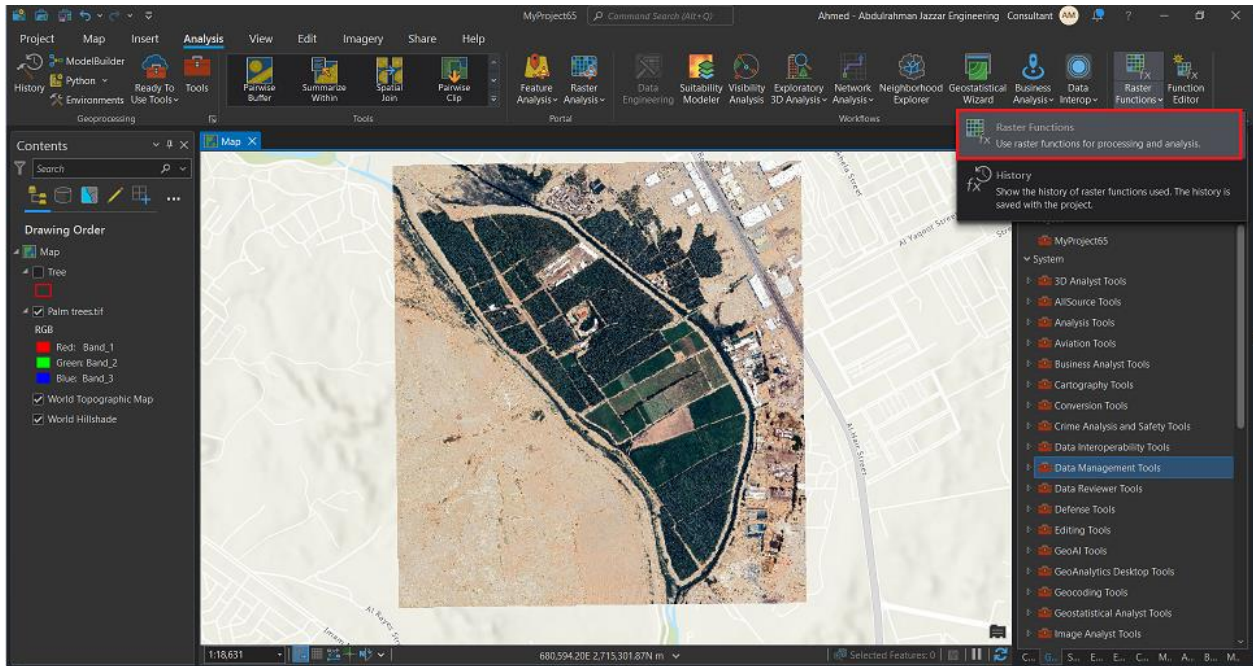 MyProject65
Command Search (Alt+Q)
Ahmed - Abdulrahman Jazzar Engineering Consultant
AM
?
Project
Map
Insert
Analysis
View
Edit
Imagery
Share
Help
History
ModelBuilder
Python
Environments
Ready To
Use Tools
Tools
Pairwise
Buffer
Summarize
Within
Spatial
Join
Pairwise
Clip
Feature
Analysis
Raster
Analysis
Data
Engineering
Suitability
Modeler
Visibility
Analysis
Exploratory
3D Analysis
Network
Analysis
Neighborhood
Explorer
Geostatistical
Wizard
Business
Analysis
Data
Interop
Raster
Functions
Function
Editor
Geoprocessing
Tools
Portal
Workflows
Raster Functions
Use raster functions for processing and analysis.
History
Show the history of raster functions used. The history is
saved with the project.
Contents
Search
Drawing Order
Map
Tree
Palm trees.tif
RGB
Red: Band_1
Green: Band_2
Blue: Band_3
World Topographic Map
World Hillshade
Map
Al Yaqoot Street
Al Hair Street
MyProject65
System
3D Analyst Tools
AllSource Tools
Analysis Tools
Aviation Tools
Business Analyst Tools
Cartography Tools
Conversion Tools
Crime Analysis and Safety Tools
Data Interoperability Tools
Data Management Tools
Data Reviewer Tools
Defense Tools
Editing Tools
GeoAI Tools
GeoAnalytics Desktop Tools
Geocoding Tools
Geostatistical Analyst Tools
Image Analyst Tools
1:18,631
680,594.20E 2,715,301.87N m
Selected Features: 0
C... G... S... E... E... C... M... A... B... M...